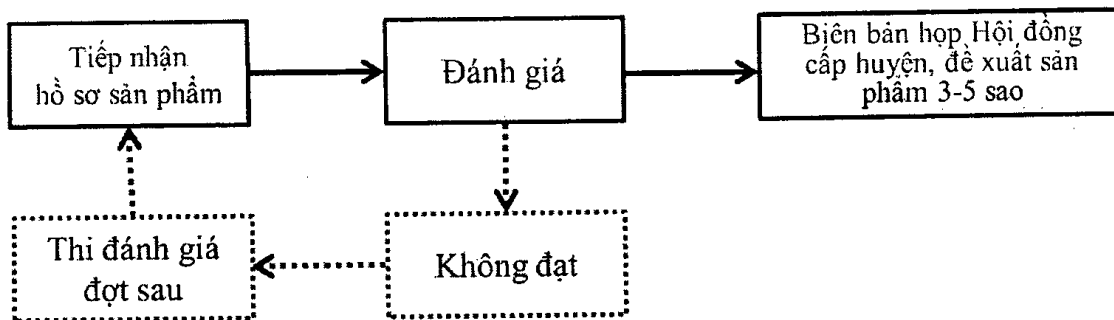 Tiếp nhận
hồ sơ sản phẩm
Đánh giá
Biên bản họp Hội đồng
cấp huyện, đề xuất sản
phẩm 3-5 sao
Thi đánh giá
đợt sau
Không đạt